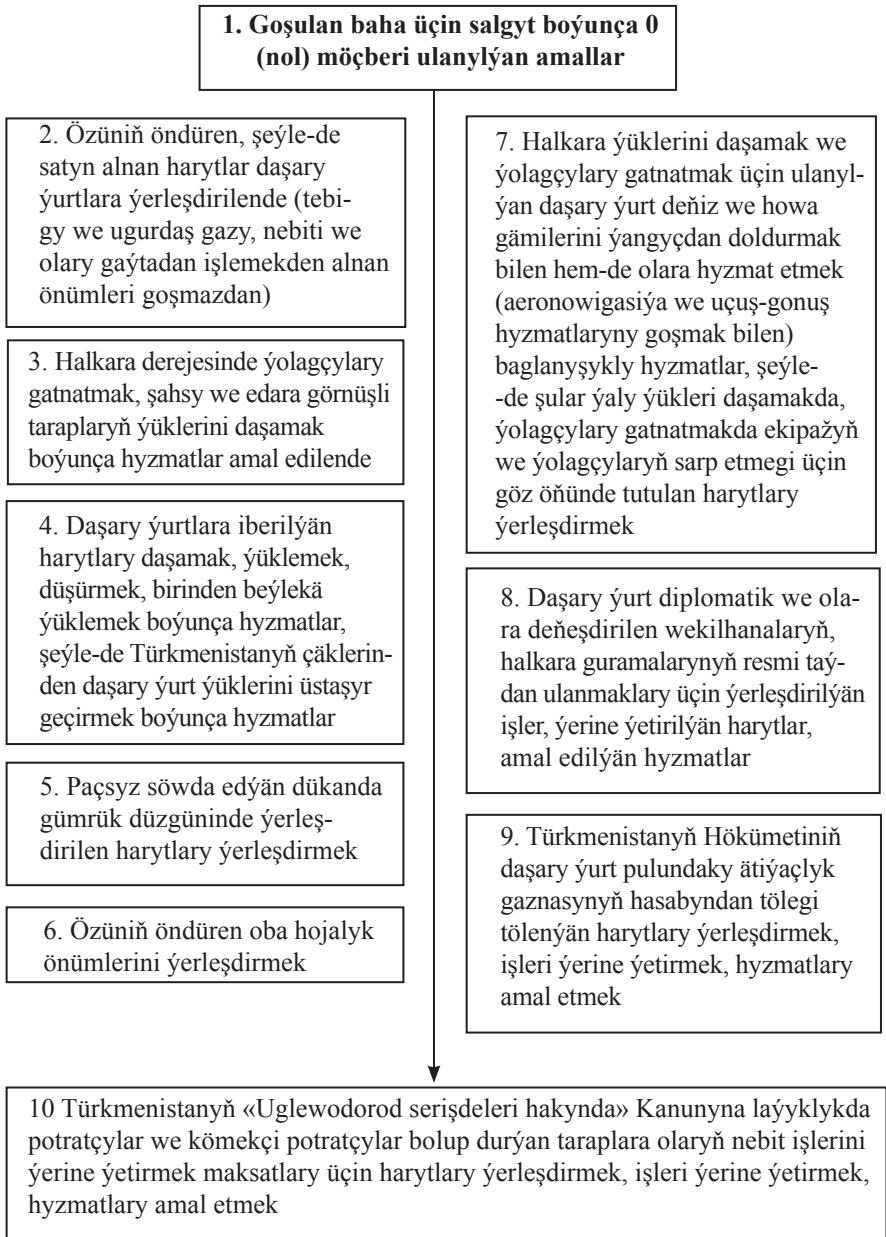 1. Goşulan baha üçin salgyt boýunça 0
(nol) möçberi ulanylýan amallar
2. Özüniň öndüren, şeýle-de
satyn alnan harytlar daşary
ýurtlara ýerleşdirilende (tebi-
gy we ugurdaş gazy, nebiti we
olary gaýtadan işlemekden alnan
önümleri goşmazdan)
3. Halkara derejesinde ýolagçylary
gatnatmak, şahsy we edara görnüşli
taraplaryň ýüklerini daşamak
boýunça hyzmatlar amal edilende
4. Daşary ýurtlara iberilýän
harytlary daşamak, ýüklemek,
düşürmek, birinden beýlekä
ýüklemek boýunça hyzmatlar,
şeýle-de Türkmenistanyň çäklerin-
den daşary ýurt ýüklerini üstaşyr
geçirmek boýunça hyzmatlar
5. Paçsyz söwda edýän dükanda
gümrük düzgüninde ýerleş-
dirilen harytlary ýerleşdirmek
6. Özüniň öndüren oba hojalyk
önümlerini ýerleşdirmek
7. Halkara ýüklerini daşamak we
ýolagçylary gatnatmak üçin ulanyl-
ýan daşary ýurt deňiz we howa
gämilerini ýangyçdan doldurmak
bilen hem-de olara hyzmat etmek
(aeronowigasiýa we uçuş-gonuş
hyzmatlaryny goşmak bilen)
baglanyşykly hyzmatlar, şeýle-
-de şular ýaly ýükleri daşamakda,
ýolagçylary gatnatmakda ekipažyň
we ýolagçylaryň sarp etmegi üçin
göz öňünde tutulan harytlary
ýerleşdirmek
8. Daşary ýurt diplomatik we ola-
ra deňeşdirilen wekilhanalaryň,
halkara guramalarynyň resmi taý-
dan ulanmaklary üçin ýerleşdirilýän
işler, ýerine ýetirilýän harytlar,
amal edilýän hyzmatlar
9. Türkmenistanyň Hökümetiniň
daşary ýurt pulundaky ätiýaçlyk
gaznasynyň hasabyndan tölegi
tölenýän harytlary ýerleşdirmek,
işleri ýerine ýetirmek, hyzmatlary
amal etmek
10 Türkmenistanyň «Uglewodorod serişdeleri hakynda» Kanunyna laýyklykda
potratçylar we kömekçi potratçylar bolup durýan taraplara olaryň nebit işlerini
ýerine ýetirmek maksatlary üçin harytlary ýerleşdirmek, işleri ýerine ýetirmek,
hyzmatlary amal etmek